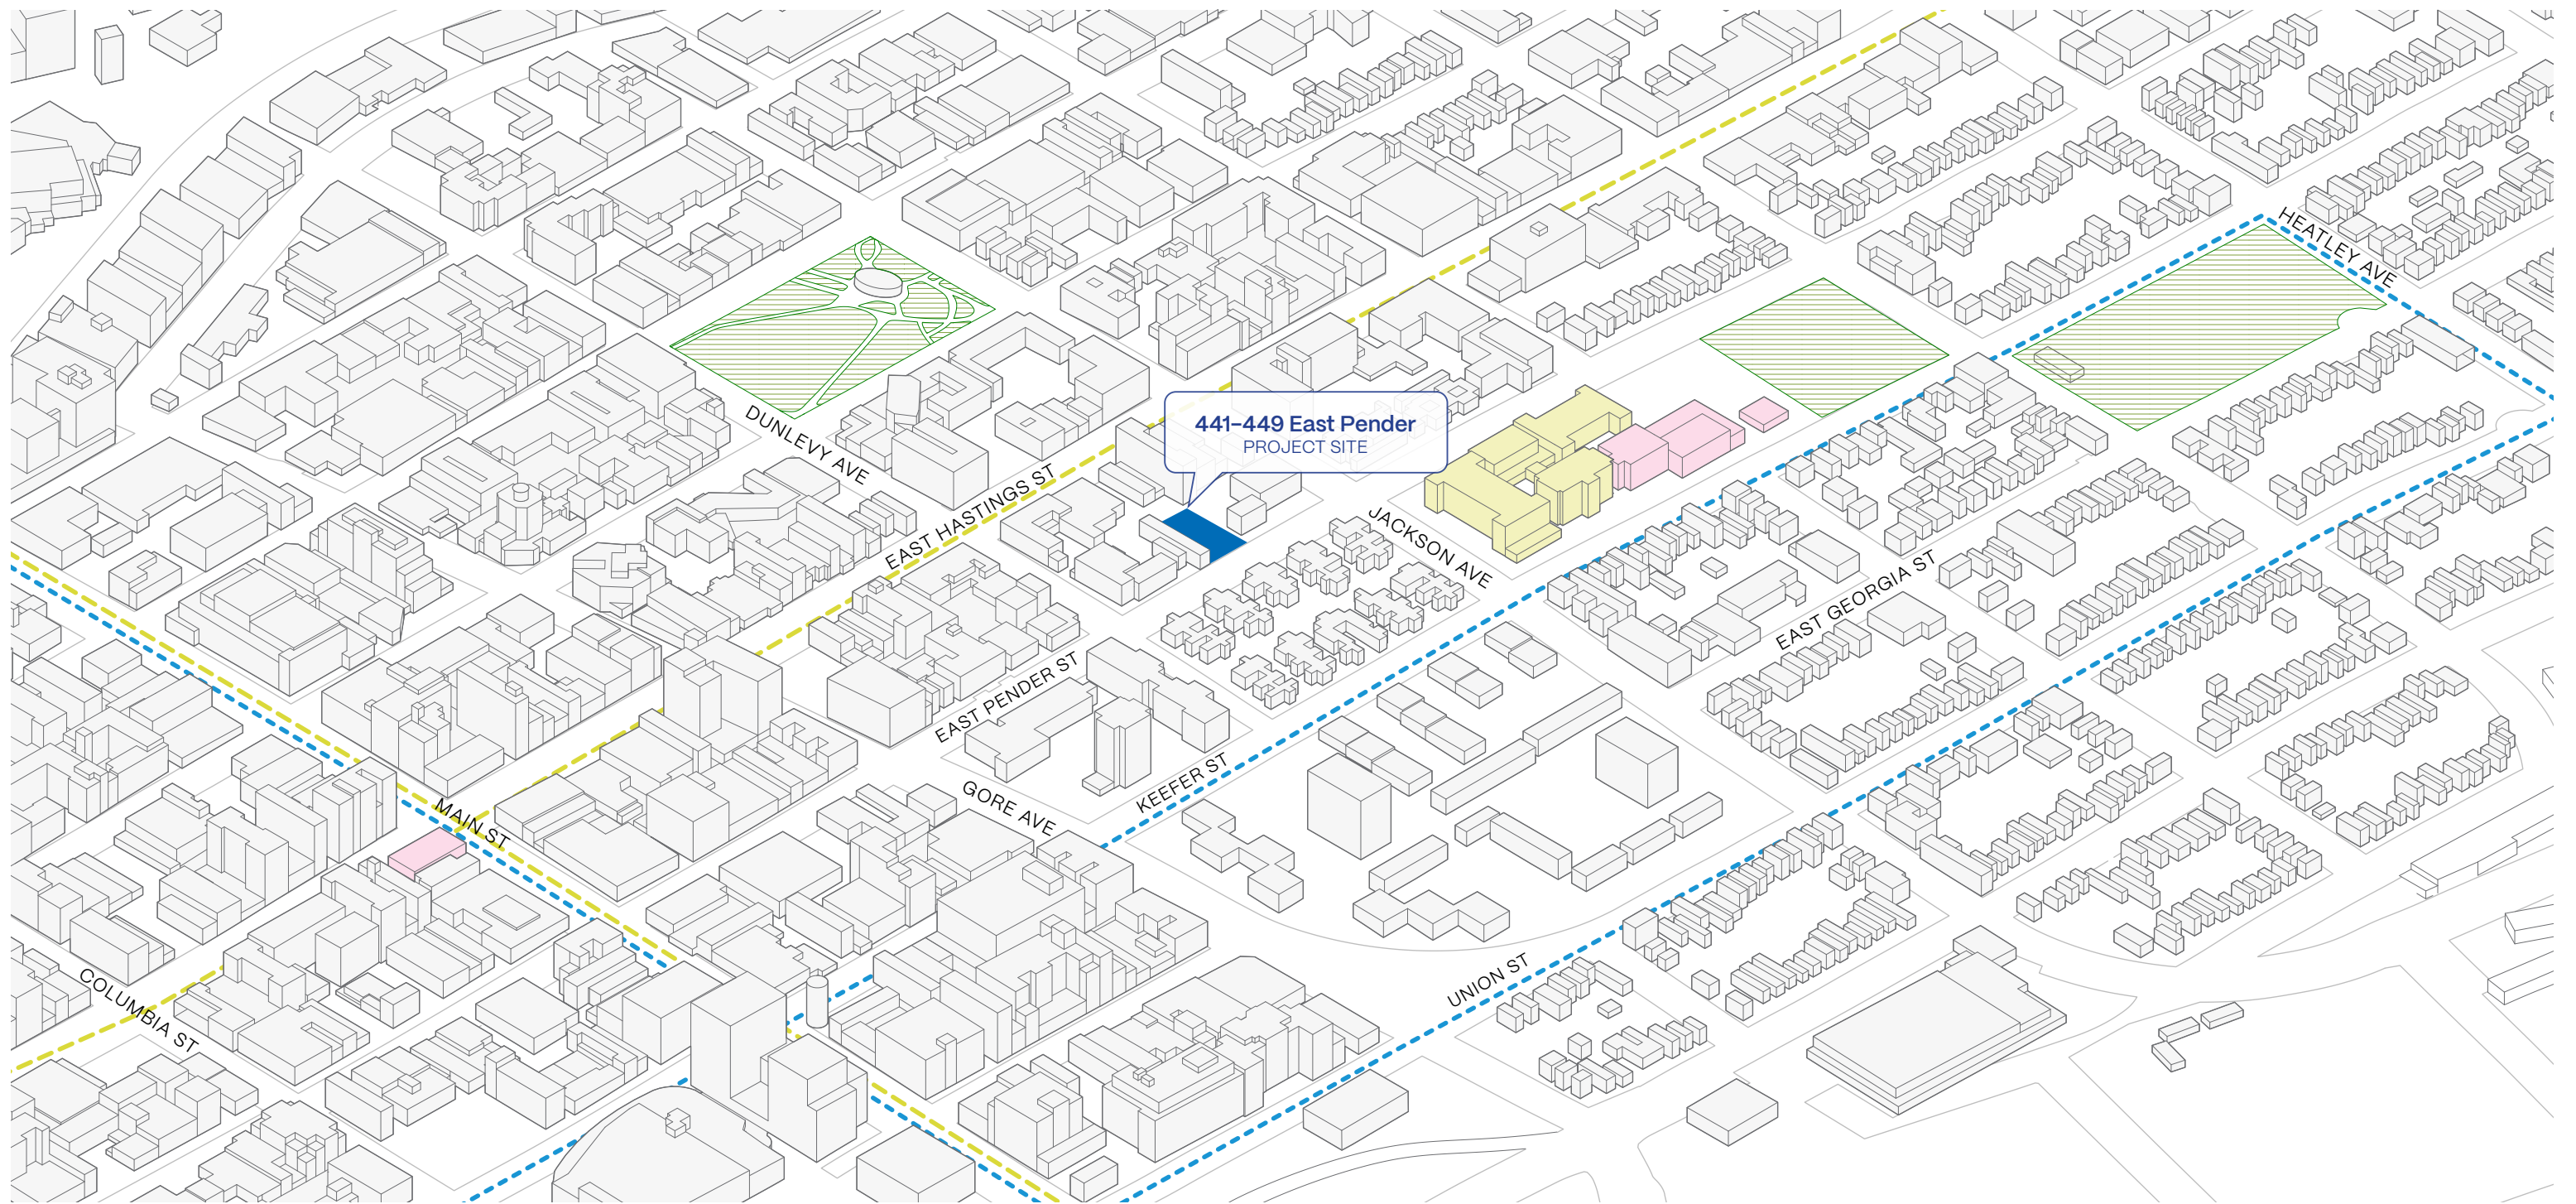 HEATLEY AVE
441–449 East Pender
PROJECT SITE
DUNLEVY AVE
EAST HASTINGS ST
JACKSON AVE
EAST GEORGIA ST
EAST PENDER ST
KEEFER ST
GORE AVE
MAIN ST
UNION ST
COLUMBIA ST